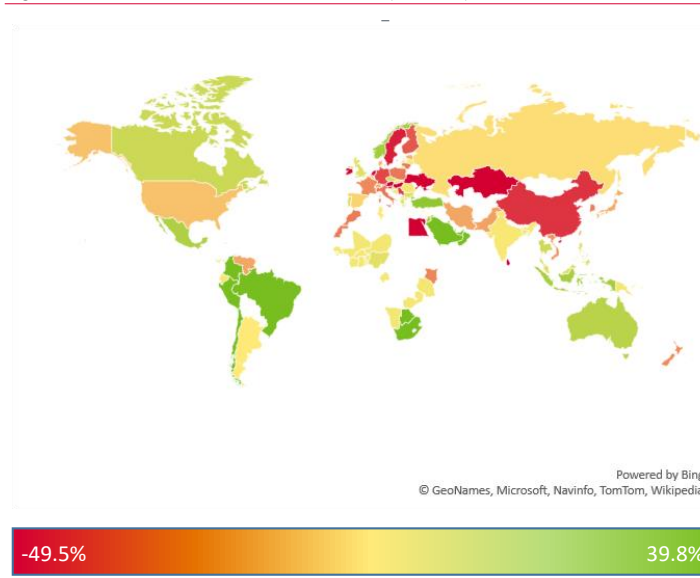 Powered by Bing
© GeoNames, Microsoft, Navinfo, TomTom, Wikipedia
-49.5% 39.8%